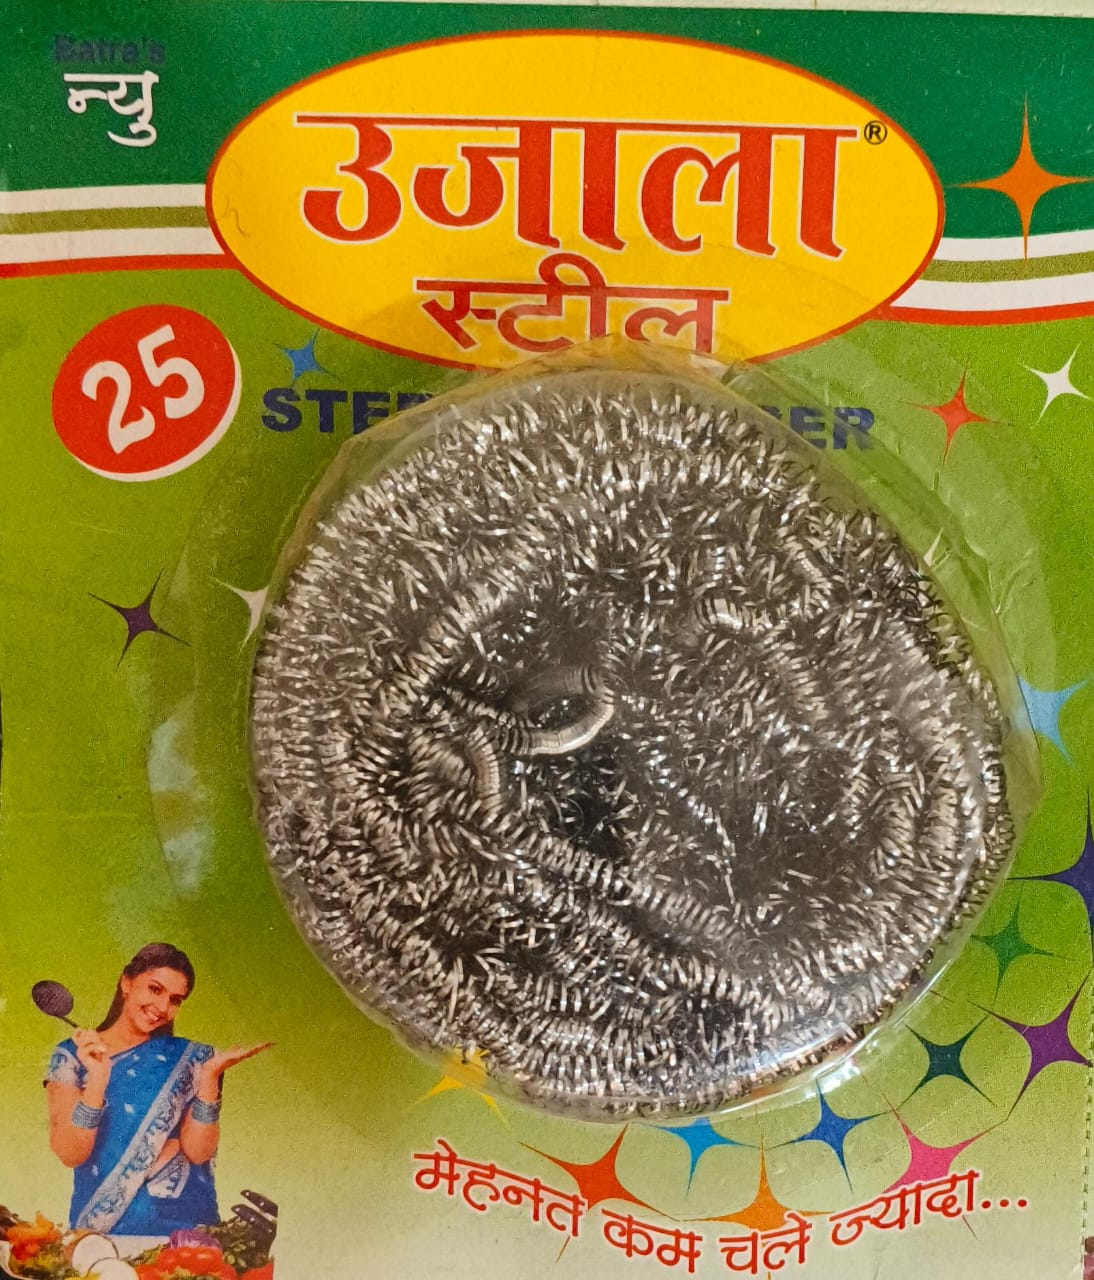 Batra's
न्यु
उजाला®
स्टील
25
मेहनत कम चले ज्यादा...